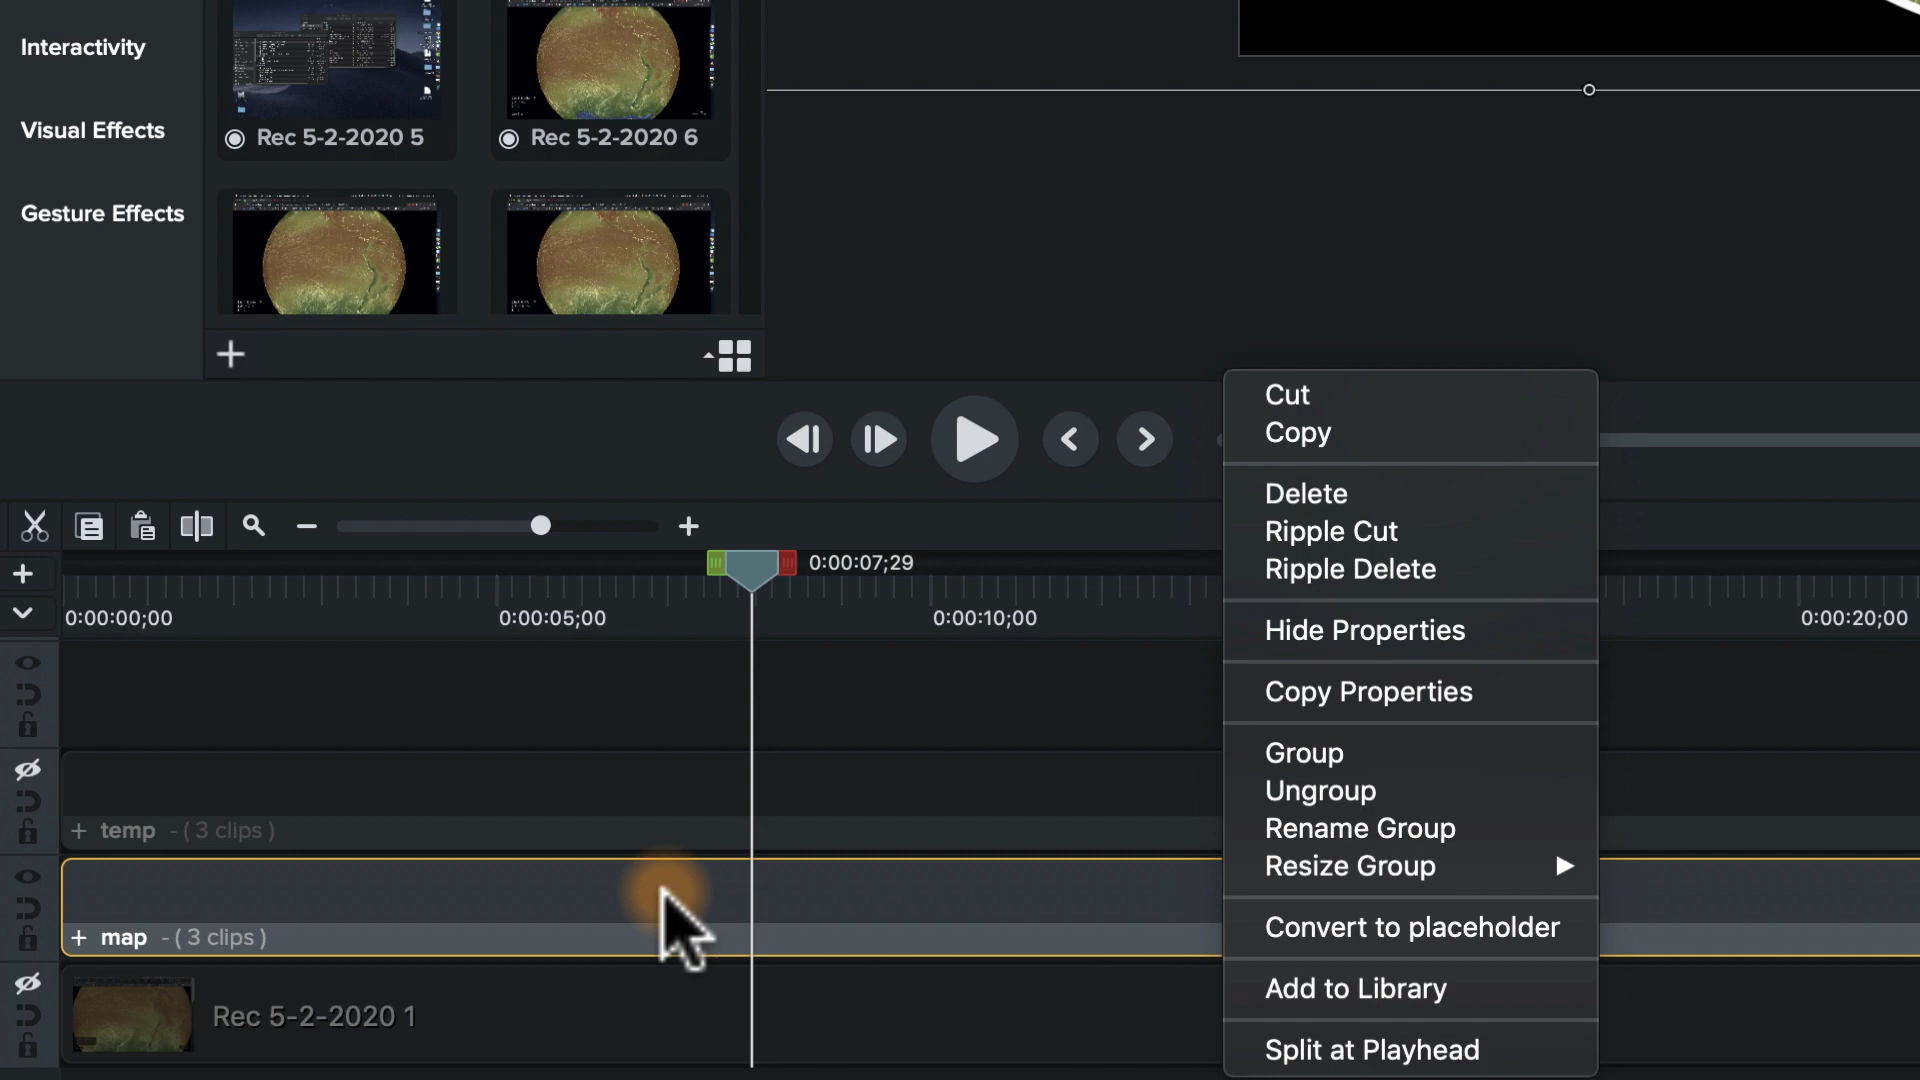 Interactivity
Visual Effects
Gesture Effects
Rec 5-2-2020 5
Rec 5-2-2020 6
0:00:07;29
0:00:00;00
0:00:05;00
0:00:10;00
0:00:20;00
+ temp - ( 3 clips )
+ map - ( 3 clips )
Rec 5-2-2020 1
Cut
Copy
Delete
Ripple Cut
Ripple Delete
Hide Properties
Copy Properties
Group
Ungroup
Rename Group
Resize Group
Convert to placeholder
Add to Library
Split at Playhead